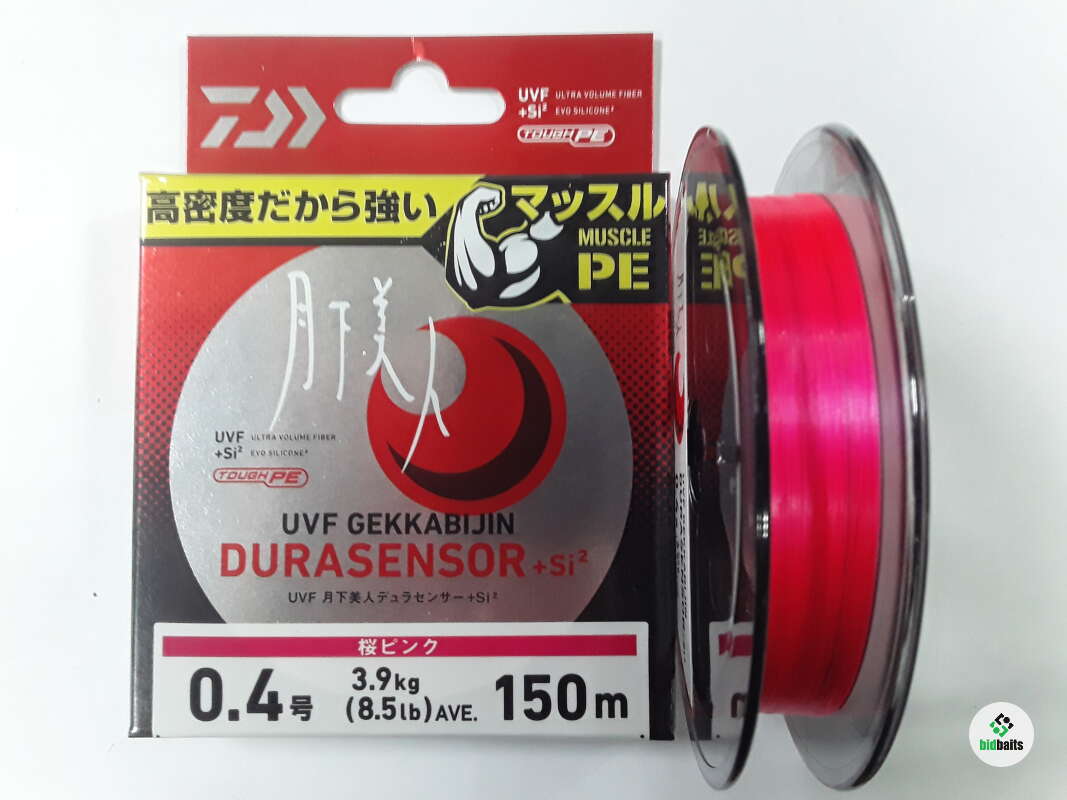 UVF ULTRA VOLUME FIBER
+Si² EVO SILICONE²
TOUGH PE
高密度だから強い
マッスル
MUSCLE
PE
月下美人
UVF ULTRA VOLUME FIBER
+Si² EVO SILICONE²
TOUGH PE
UVF GEKKABIJIN
DURASENSOR +Si²
UVF 月下美人デュラセンサー+Si²
桜ピンク
0.4号 3.9kg (8.5lb) AVE. 150m
bidbaits